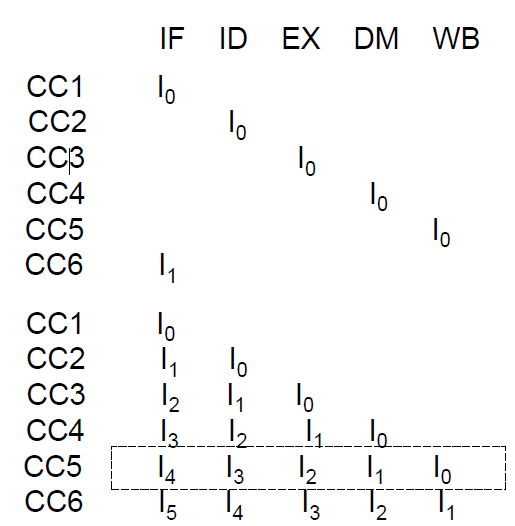 IF ID EX DM WB
CC1 I₀
CC2 I₀
CC3 I₀
CC4 I₀
CC5 I₀
CC6 I₁
CC1 I₀
CC2 I₁ I₀
CC3 I₂ I₁ I₀
CC4 I₃ I₂ I₁ I₀
CC5 I₄ I₃ I₂ I₁ I₀
CC6 I₅ I₄ I₃ I₂ I₁